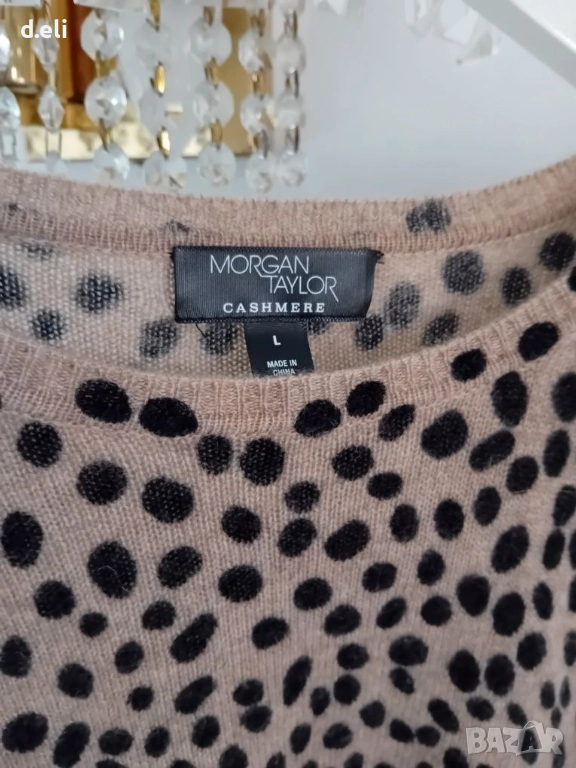 d.eli
MORGAN
TAYLOR
CASHMERE
L
MADE IN
CHINA
BAZAR